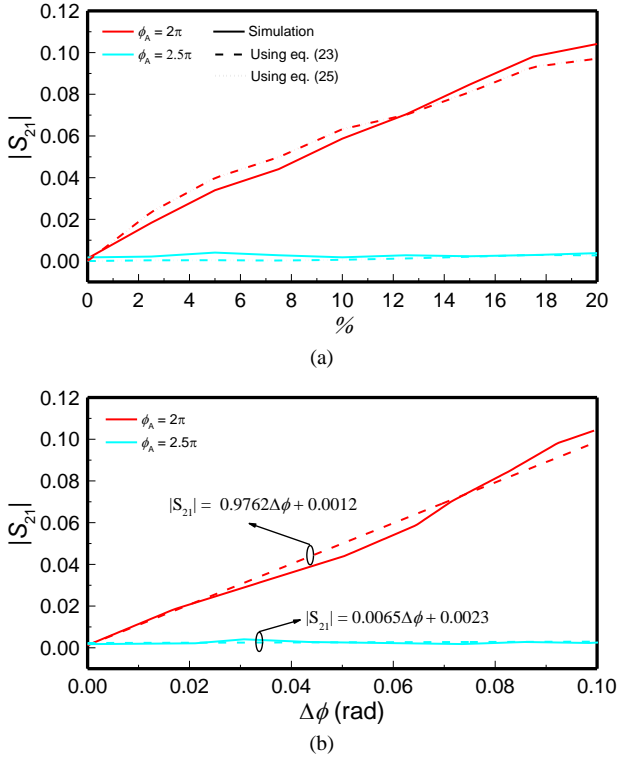 0.12
0.10
0.08
0.06
0.04
0.02
0.00
|S21|
ϕA = 2π
ϕA = 2.5π
Simulation
Using eq. (23)
Using eq. (25)
0 2 4 6 8 10 12 14 16 18 20
%
(a)
0.12
0.10
0.08
0.06
0.04
0.02
0.00
|S21|
ϕA = 2π
ϕA = 2.5π
|S21| = 0.9762Δϕ + 0.0012
|S21| = 0.0065Δϕ + 0.0023
0.00 0.02 0.04 0.06 0.08 0.10
Δϕ (rad)
(b)